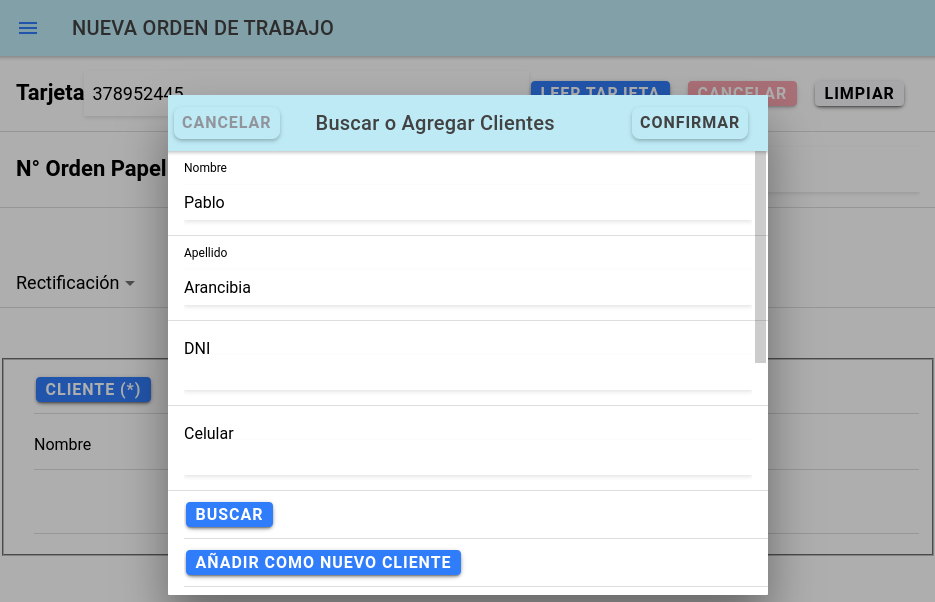 NUEVA ORDEN DE TRABAJO
Tarjeta 378952445 LEER TARJETA CANCELAR LIMPIAR
CANCELAR Buscar o Agregar Clientes CONFIRMAR
N° Orden Papel
Nombre
Pablo
Apellido
Arancibia
Rectificación
DNI
CLIENTE (*)
Celular
Nombre
BUSCAR
AÑADIR COMO NUEVO CLIENTE